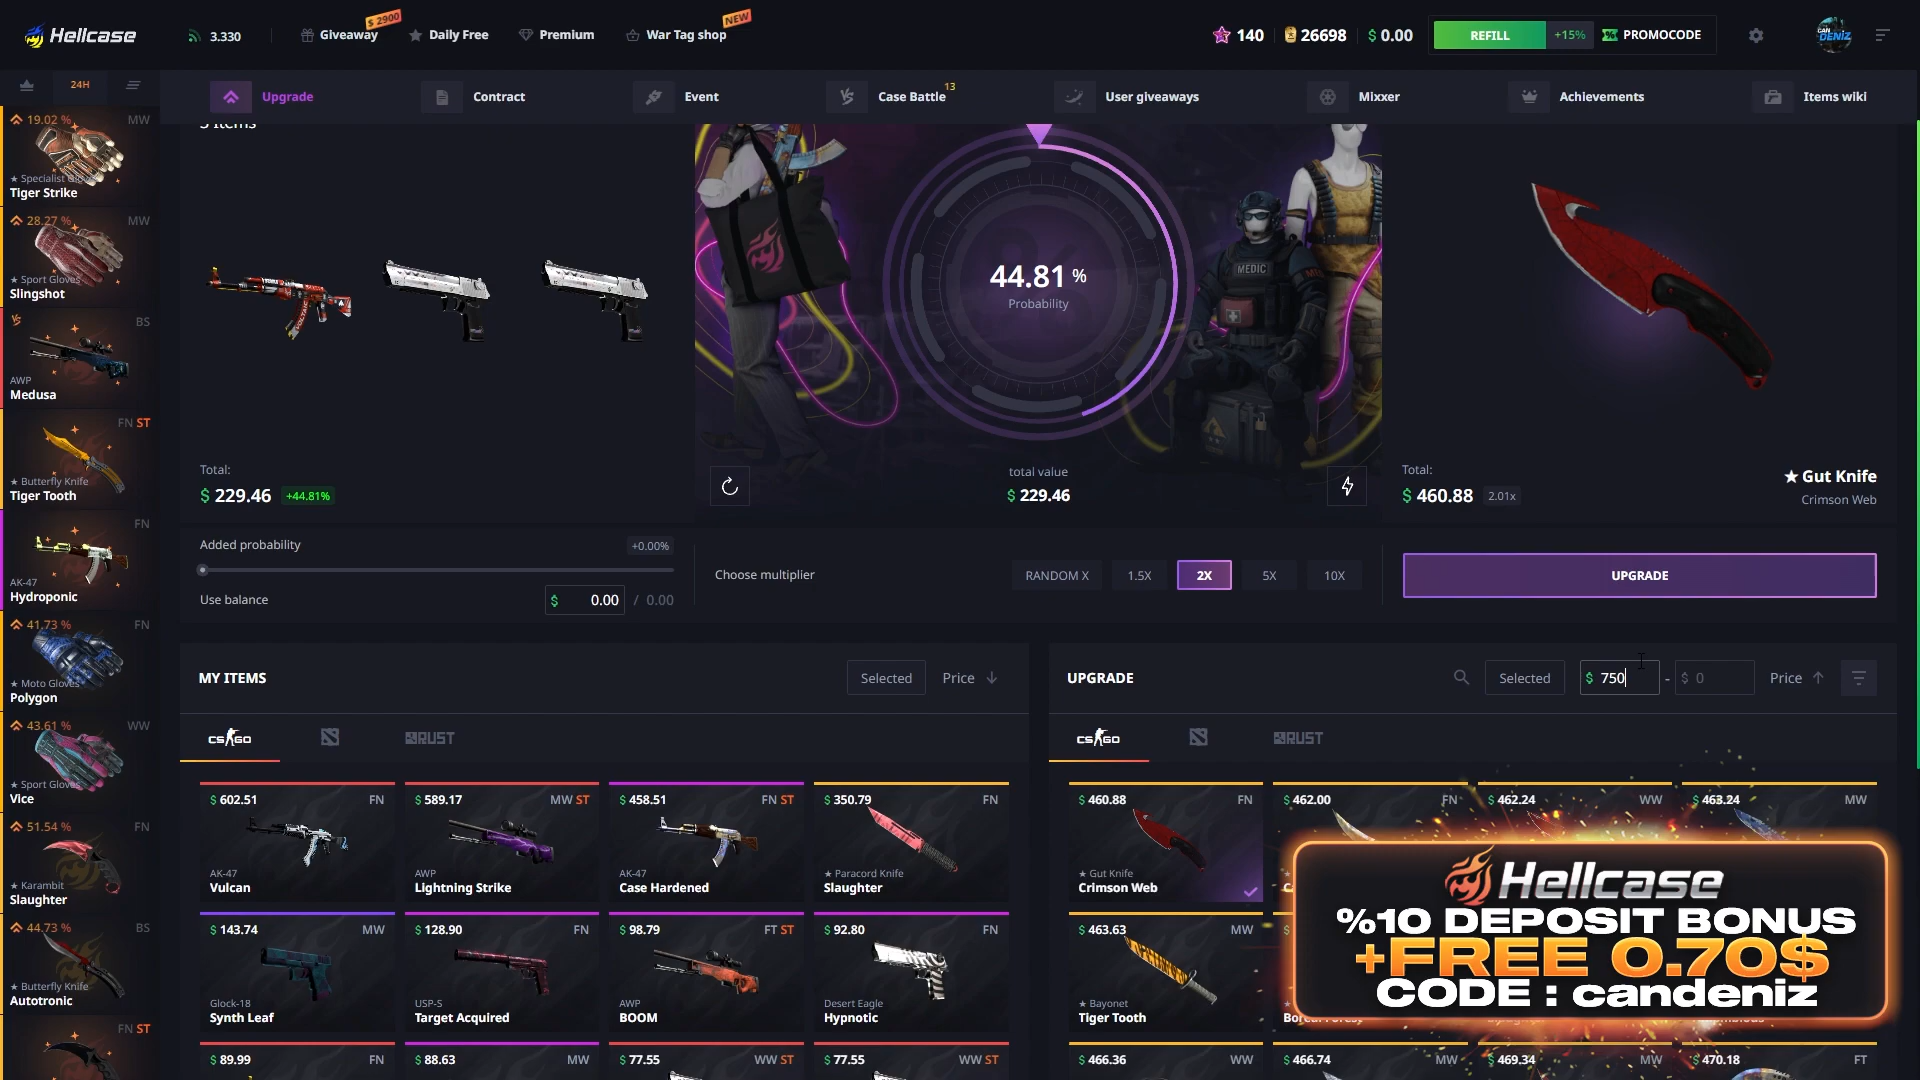 Hellcase
3.330
Giveaway
$ 2900
Daily Free
Premium
War Tag shop
NEW
140
26698
$ 0.00
REFILL
+15%
PROMOCODE
CAN DENIZ
24H
Upgrade
Contract
Event
Case Battle
13
User giveaways
Mixxer
Achievements
Items wiki
19.02 %
MW
★ Specialist
Tiger Strike
28.27 %
MW
★ Sport Gloves
Slingshot
BS
AWP
Medusa
FN ST
★ Butterfly Knife
Tiger Tooth
FN
AK-47
Hydroponic
41.73 %
FN
★ Moto Gloves
Polygon
43.61 %
WW
★ Sport Gloves
Vice
51.54 %
FN
★ Karambit
Slaughter
44.73 %
BS
★ Butterfly Knife
Autotronic
FN ST
3 Items
44.81 %
Probability
MEDIC
Total:
$ 229.46
+44.81%
total value
$ 229.46
Total:
$ 460.88
2.01x
★ Gut Knife
Crimson Web
Added probability
+0.00%
Use balance
$ 0.00 / 0.00
Choose multiplier
RANDOM X
1.5X
2X
5X
10X
UPGRADE
MY ITEMS
Selected
Price
CS GO
RUST
$ 602.51
FN
AK-47
Vulcan
$ 589.17
MW ST
AWP
Lightning Strike
$ 458.51
FN ST
AK-47
Case Hardened
$ 350.79
FN
★ Paracord Knife
Slaughter
$ 143.74
MW
Glock-18
Synth Leaf
$ 128.90
FN
USP-S
Target Acquired
$ 98.79
FT ST
AWP
BOOM
$ 92.80
FN
Desert Eagle
Hypnotic
$ 89.99
FN
$ 88.63
MW
$ 77.55
WW ST
$ 77.55
WW ST
UPGRADE
Selected
$ 750
-
$ 0
Price
CS GO
RUST
$ 460.88
FN
★ Gut Knife
Crimson Web
$ 462.00
FN
$ 462.24
WW
$ 463.24
MW
$ 463.63
MW
★ Bayonet
Tiger Tooth
$ 466.36
WW
$ 466.74
MW
$ 469.34
MW
$ 470.18
FT
Hellcase
%10 DEPOSIT BONUS
+FREE 0.70$
CODE : candeniz